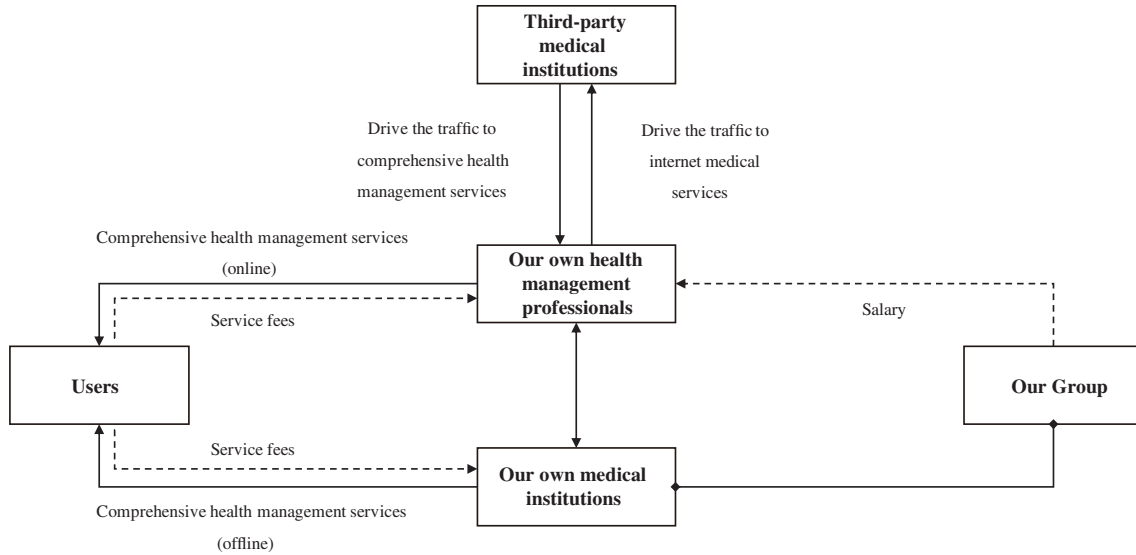 Third-party
medical
institutions
Drive the traffic to
comprehensive health
management services
Drive the traffic to
internet medical
services
Comprehensive health management services
(online)
Our own health
management
professionals
Service fees
Salary
Users
Our Group
Service fees
Our own medical
institutions
Comprehensive health management services
(offline)